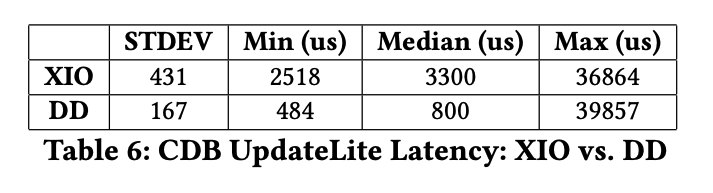 STDEV Min (us) Median (us) Max (us)
XIO 431 2518 3300 36864
DD 167 484 800 39857
Table 6: CDB UpdateLite Latency: XIO vs. DD